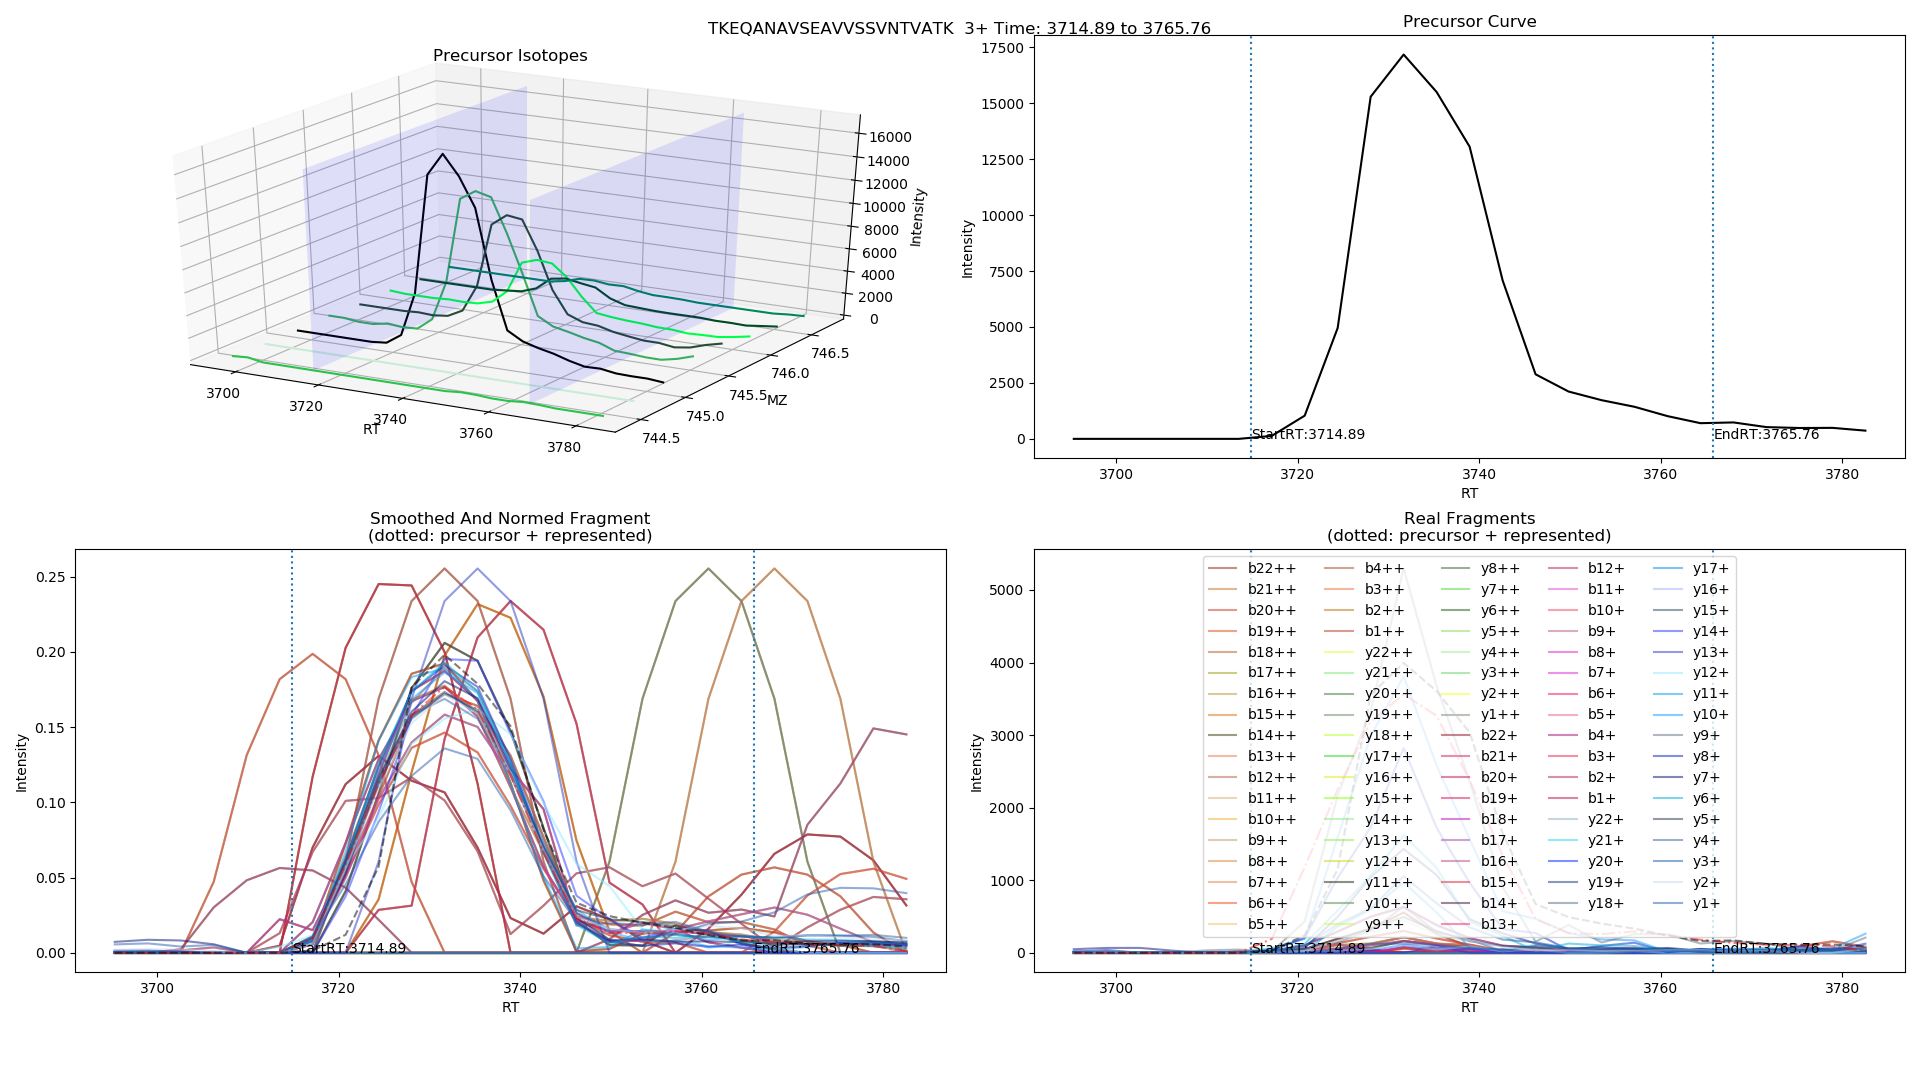 TKEQANAVSEAVVSSVNTVATK  3+ Time: 3714.89 to 3765.76
Precursor Isotopes
16000
14000
12000
10000
8000
6000
4000
2000
0
Intensity
3700
3720
3740
3760
3780
RT
744.5
745.0
745.5
746.0
746.5
MZ
Precursor Curve
17500
15000
12500
10000
7500
5000
2500
0
Intensity
StartRT:3714.89
EndRT:3765.76
3700
3720
3740
3760
3780
RT
Smoothed And Normed Fragment
(dotted: precursor + represented)
0.25
0.20
0.15
0.10
0.05
0.00
Intensity
StartRT:3714.89
EndRT:3765.76
3700
3720
3740
3760
3780
RT
Real Fragments
(dotted: precursor + represented)
5000
4000
3000
2000
1000
0
Intensity
b22++
b21++
b20++
b19++
b18++
b17++
b16++
b15++
b14++
b13++
b12++
b11++
b10++
b9++
b8++
b7++
b6++
b5++
b4++
b3++
b2++
b1++
y22++
y21++
y20++
y19++
y18++
y17++
y16++
y15++
y14++
y13++
y12++
y11++
y10++
y9++
y8++
y7++
y6++
y5++
y4++
y3++
y2++
y1++
b22+
b21+
b20+
b19+
b18+
b17+
b16+
b15+
b14+
b13+
b12+
b11+
b10+
b9+
b8+
b7+
b6+
b5+
b4+
b3+
b2+
b1+
y22+
y21+
y20+
y19+
y18+
y17+
y16+
y15+
y14+
y13+
y12+
y11+
y10+
y9+
y8+
y7+
y6+
y5+
y4+
y3+
y2+
y1+
StartRT:3714.89
EndRT:3765.76
3700
3720
3740
3760
3780
RT